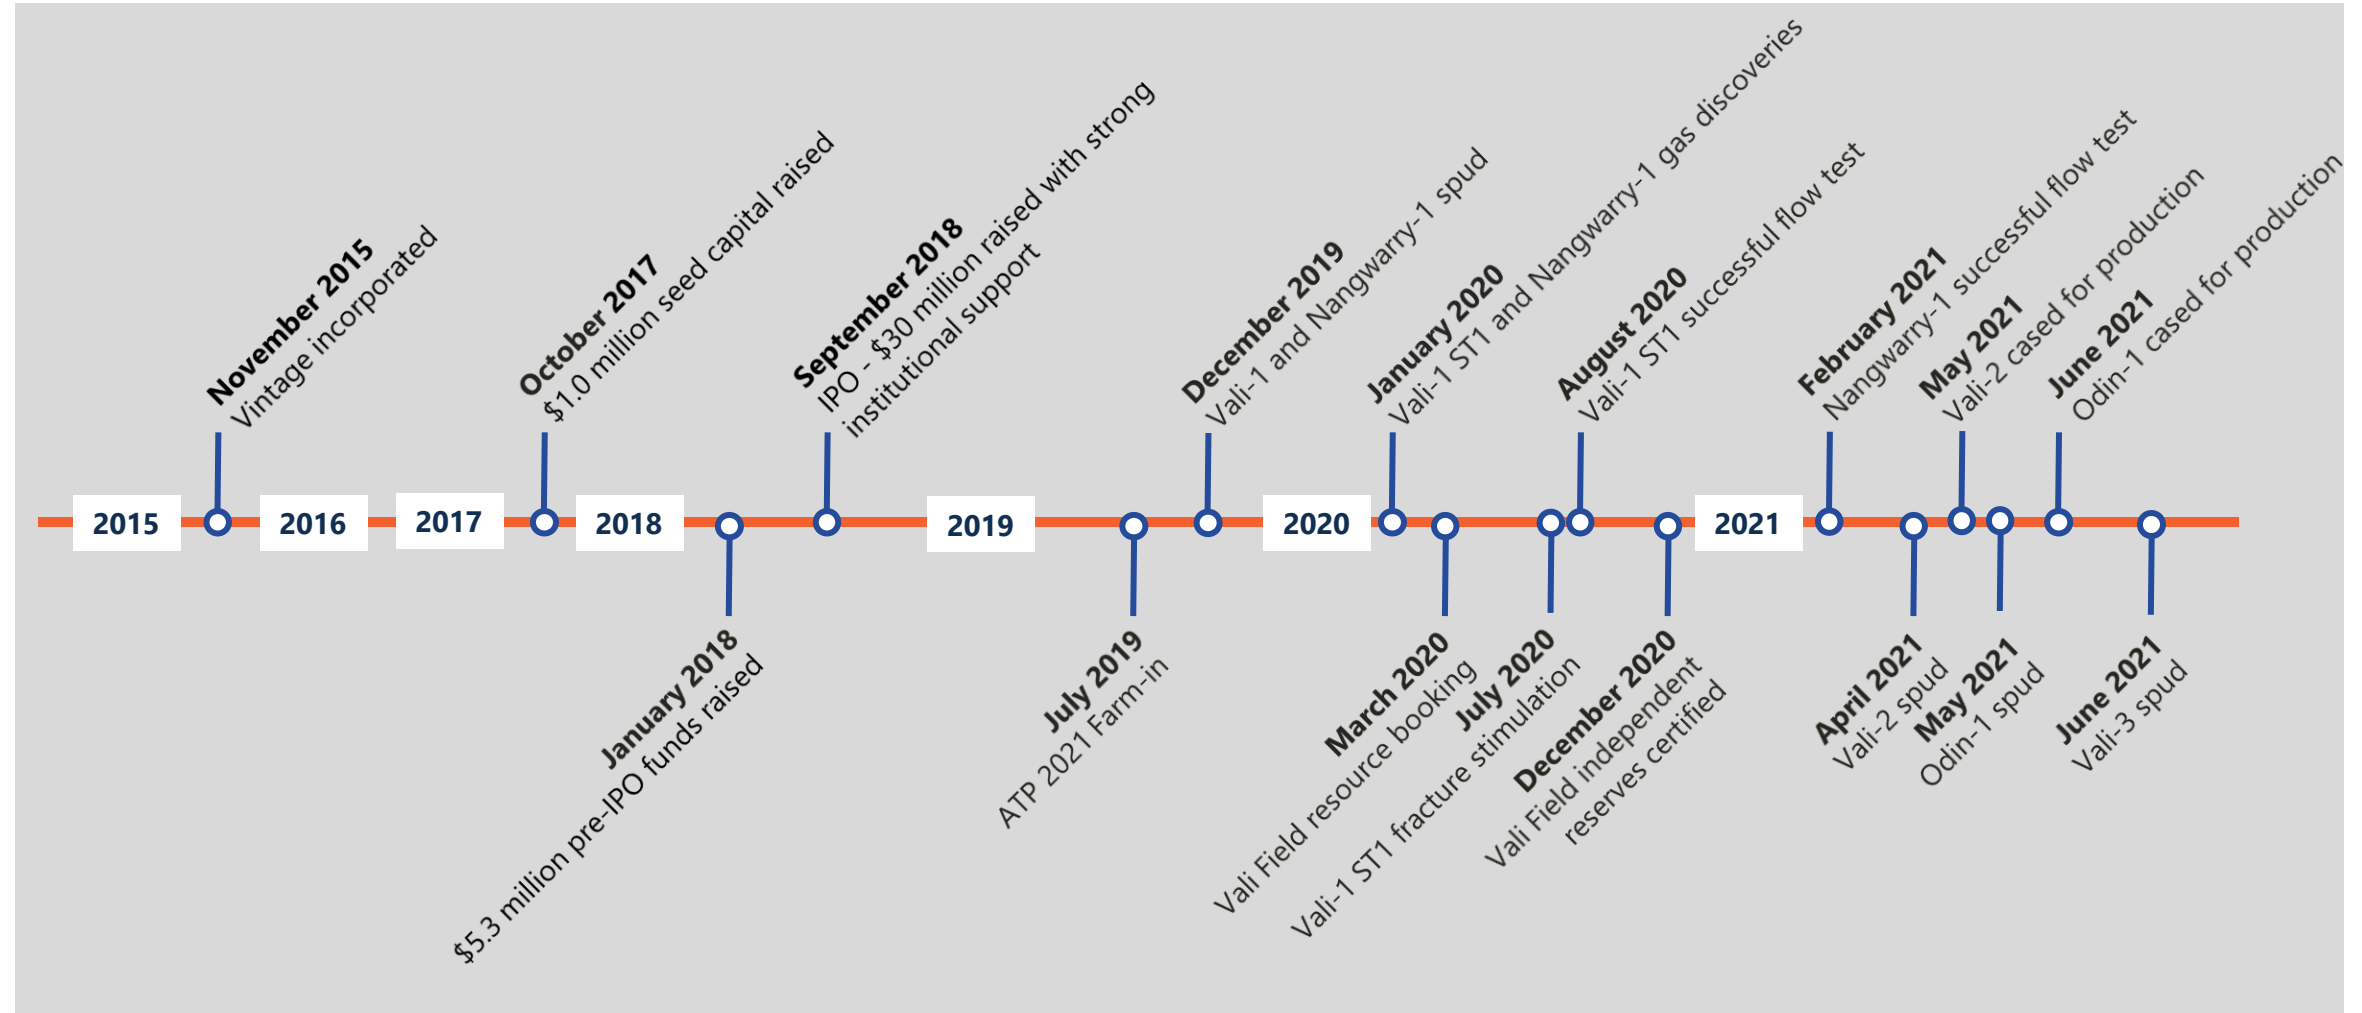 November 2015
Vintage incorporated
October 2017
$1.0 million seed capital raised
September 2018
IPO - $30 million raised with strong
institutional support
December 2019
Vali-1 and Nangwarry-1 spud
January 2020
Vali-1 ST1 and Nangwarry-1 gas discoveries
August 2020
Vali-1 ST1 successful flow test
February 2021
Nangwarry-1 successful flow test
May 2021
Vali-2 cased for production
June 2021
Odin-1 cased for production
2015
2016
2017
2018
2019
2020
2021
January 2018
$5.3 million pre-IPO funds raised
July 2019
ATP 2021 Farm-in
March 2020
Vali Field resource booking
July 2020
Vali-1 ST1 fracture stimulation
December 2020
Vali Field independent
reserves certified
April 2021
Vali-2 spud
May 2021
Odin-1 spud
June 2021
Vali-3 spud